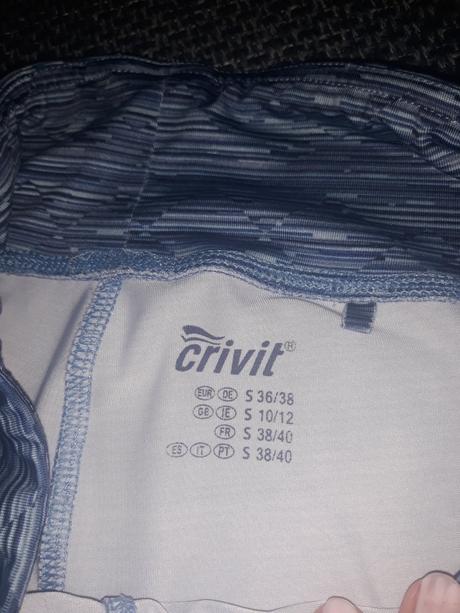 crivit®
EUR DE S 36/38
GB IE S 10/12
FR S 38/40
ES IT PT S 38/40